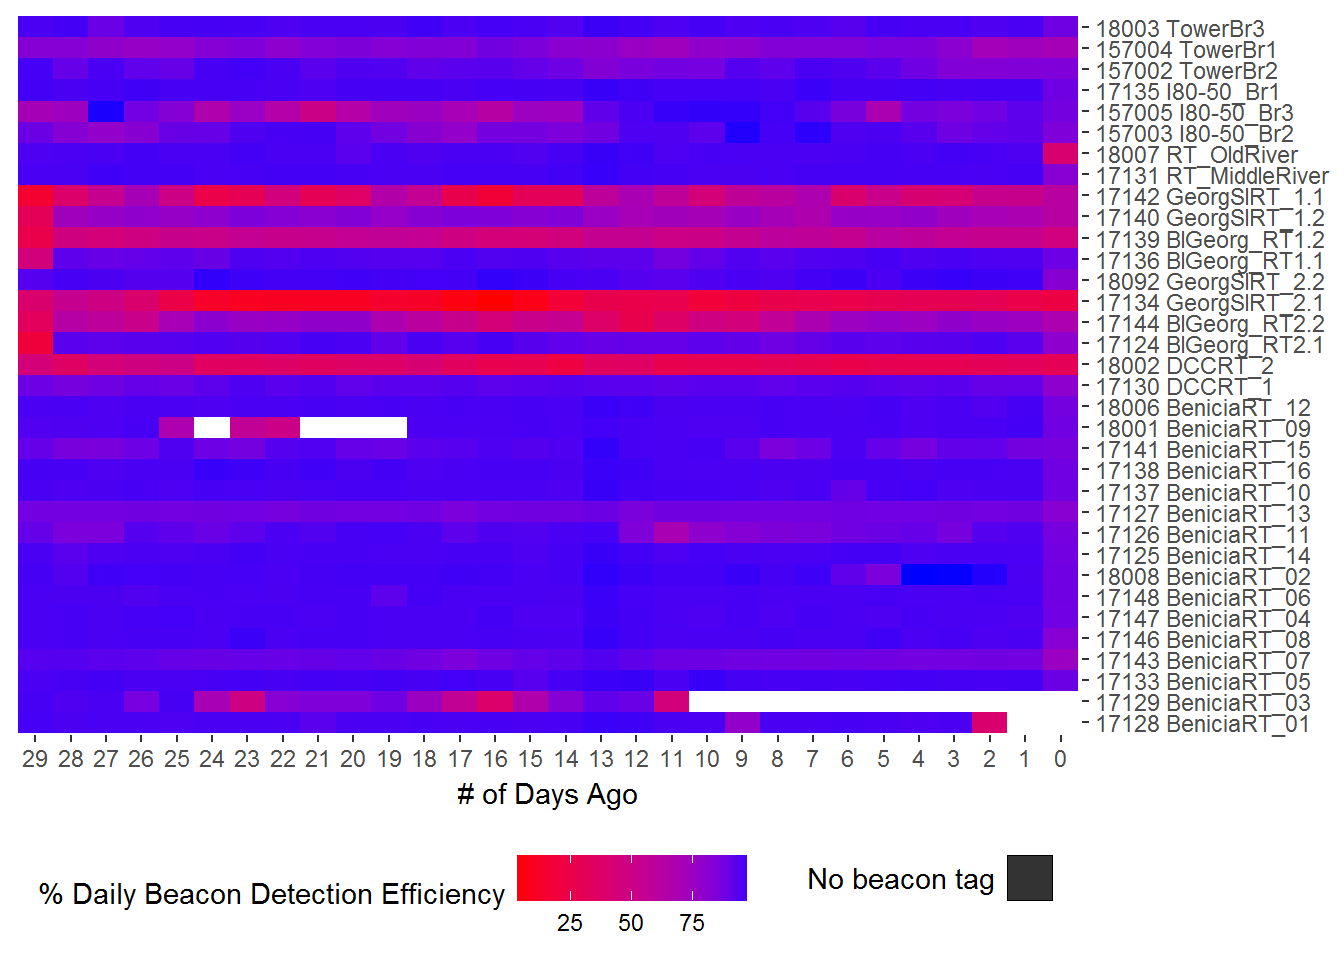 18003 TowerBr3
157004 TowerBr1
157002 TowerBr2
17135 I80-50_Br1
157005 I80-50_Br3
157003 I80-50_Br2
18007 RT_OldRiver
17131 RT_MiddleRiver
17142 GeorgSlRT_1.1
17140 GeorgSlRT_1.2
17139 BlGeorg_RT1.2
17136 BlGeorg_RT1.1
18092 GeorgSlRT_2.2
17134 GeorgSlRT_2.1
17144 BlGeorg_RT2.2
17124 BlGeorg_RT2.1
18002 DCCRT_2
17130 DCCRT_1
18006 BeniciaRT_12
18001 BeniciaRT_09
17141 BeniciaRT_15
17138 BeniciaRT_16
17137 BeniciaRT_10
17127 BeniciaRT_13
17126 BeniciaRT_11
17125 BeniciaRT_14
18008 BeniciaRT_02
17148 BeniciaRT_06
17147 BeniciaRT_04
17146 BeniciaRT_08
17143 BeniciaRT_07
17133 BeniciaRT_05
17129 BeniciaRT_03
17128 BeniciaRT_01
29 28 27 26 25 24 23 22 21 20 19 18 17 16 15 14 13 12 11 10 9 8 7 6 5 4 3 2 1 0
# of Days Ago
% Daily Beacon Detection Efficiency
25 50 75
No beacon tag